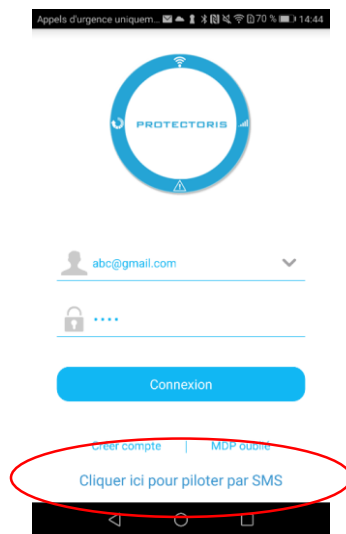 Appels d'urgence uniquem... 70 % 14:44
PROTECTORIS
abc@gmail.com
Connexion
Créer compte | MDP oublié
Cliquer ici pour piloter par SMS